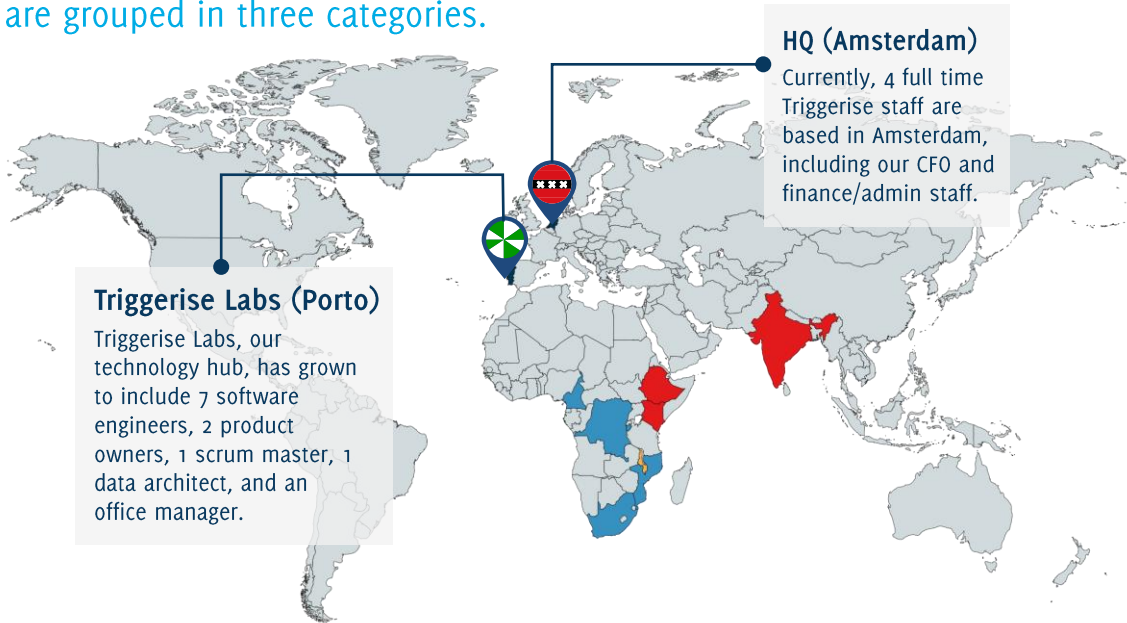 are grouped in three categories.
HQ (Amsterdam)
Currently, 4 full time
Triggerise staff are
based in Amsterdam,
including our CFO and
finance/admin staff.
Triggerise Labs (Porto)
Triggerise Labs, our
technology hub, has grown
to include 7 software
engineers, 2 product
owners, 1 scrum master, 1
data architect, and an
office manager.